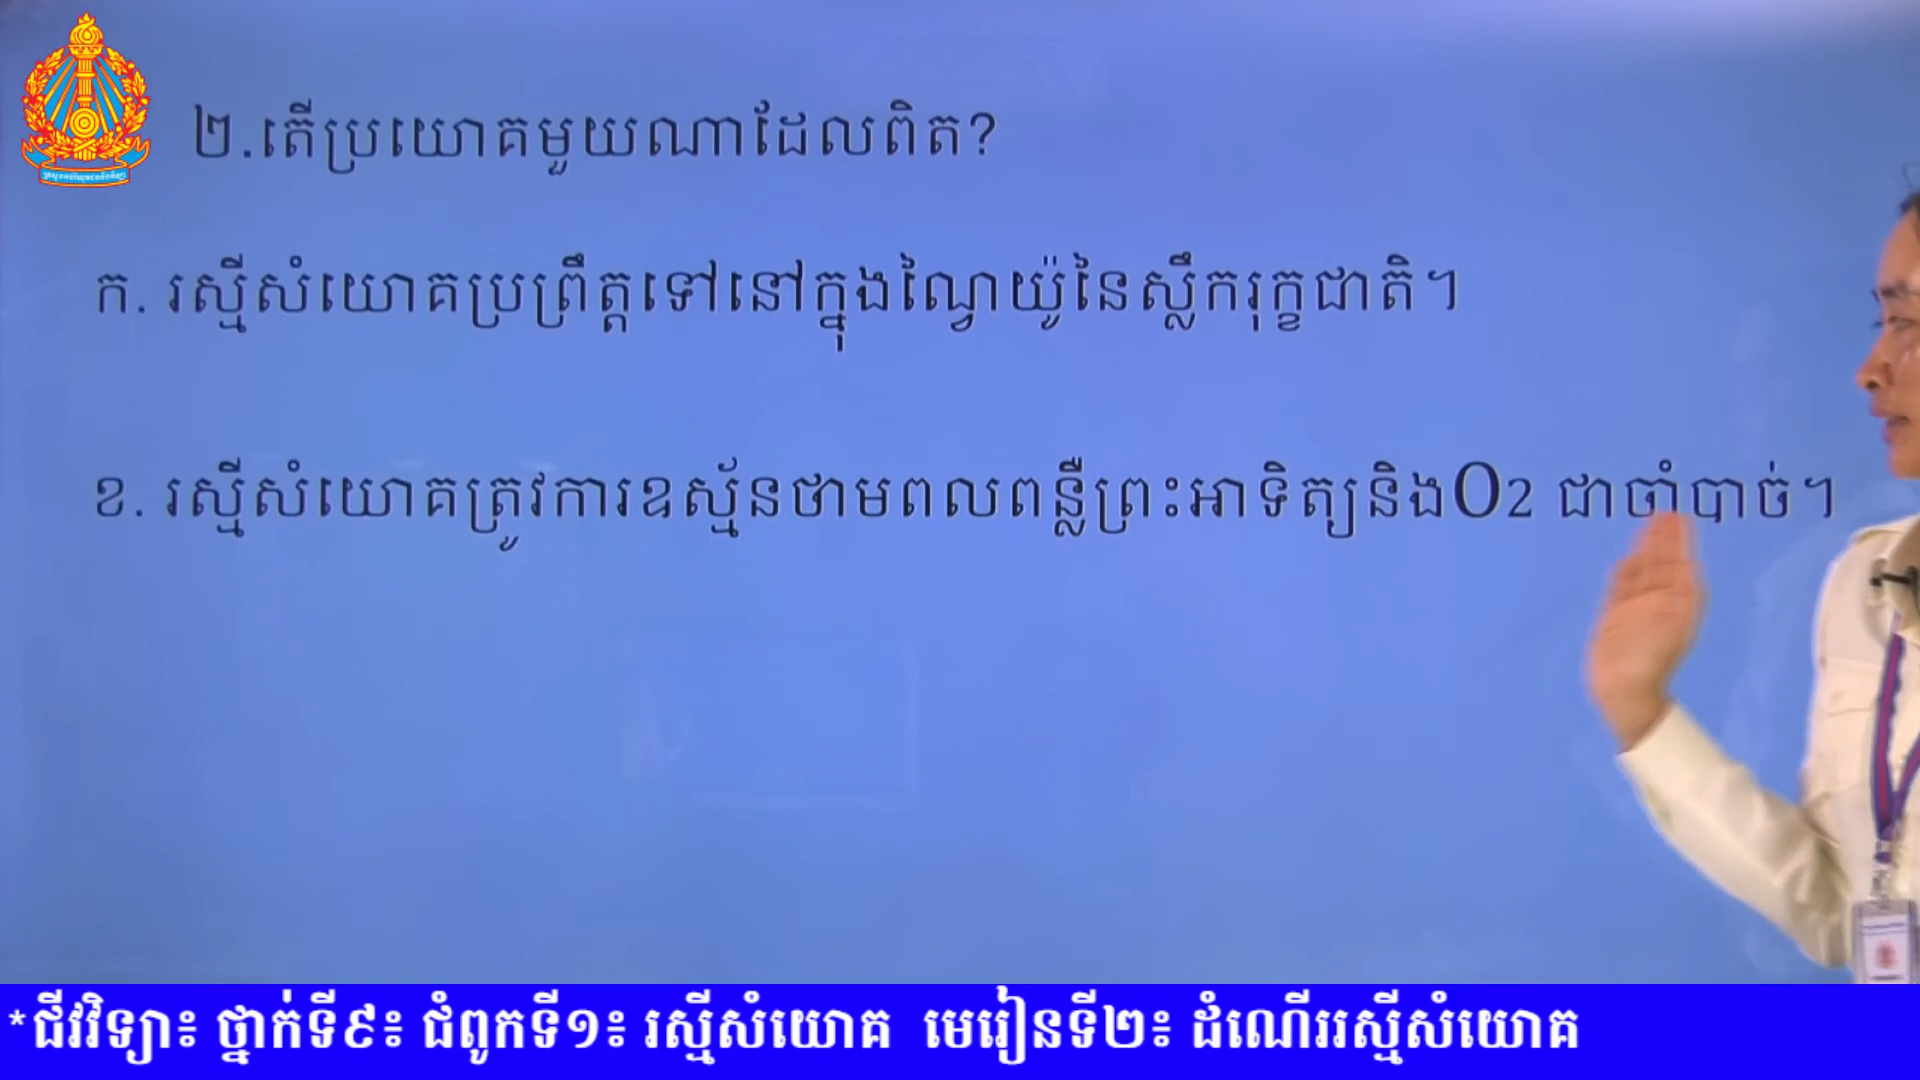 ២.តើប្រយោគមួយណាដែលពិត?
ក. រស្មីសំយោគប្រព្រឹត្តទៅនៅក្នុងណ្វៃយ៉ូនៃស្លឹករុក្ខជាតិ។
ខ. រស្មីសំយោគត្រូវការឧស្ម័នថាមពលពន្លឺព្រះអាទិត្យនិងO2 ជាចាំបាច់។
*ជីវវិទ្យា៖ ថ្នាក់ទី៩៖ ជំពូកទី១៖ រស្មីសំយោគ មេរៀនទី២៖ ដំណើររស្មីសំយោគ